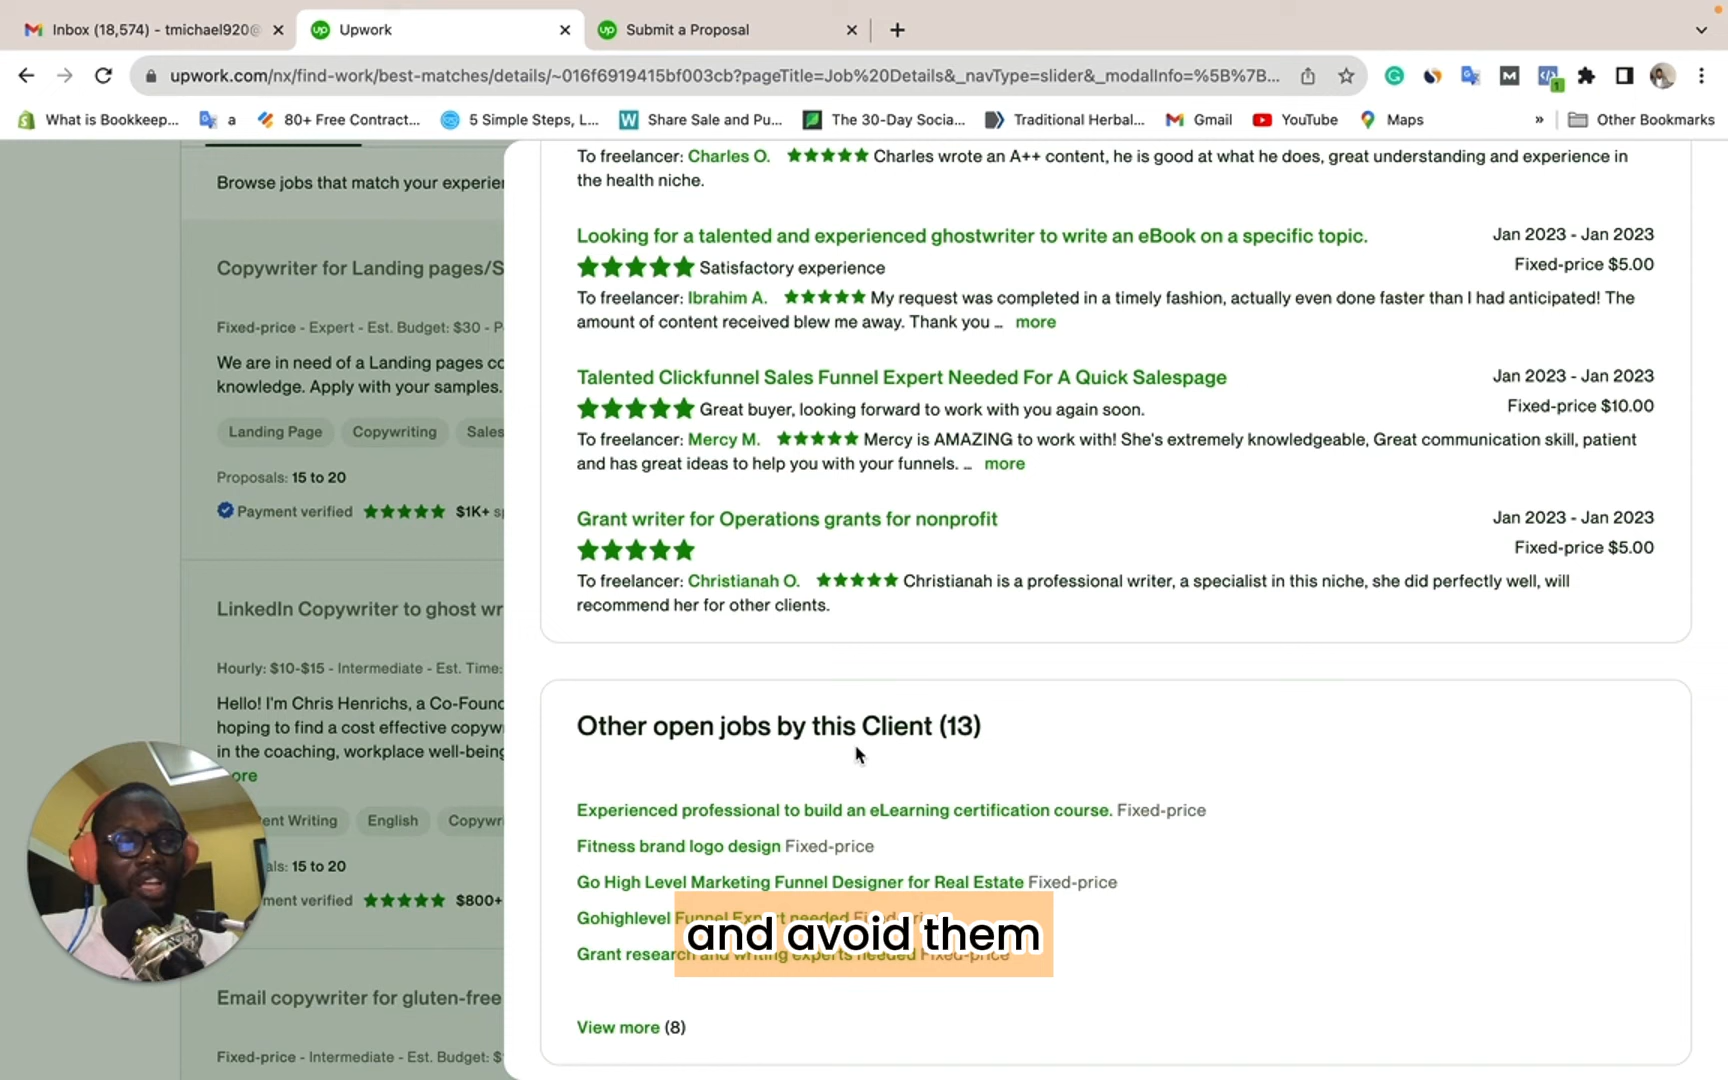 Inbox (18,574) - tmichael920@
Upwork
Submit a Proposal
upwork.com/nx/find-work/best-matches/details/~016f6919415bf003cb?pageTitle=Job%20Details&_navType=slider&_modalInfo=%5B%7B...
What is Bookkeep...
a
80+ Free Contract...
5 Simple Steps, L...
Share Sale and Pu...
The 30-Day Socia...
Traditional Herbal...
Gmail
YouTube
Maps
»
Other Bookmarks
Browse jobs that match your experie
Copywriter for Landing pages/S
Fixed-price - Expert - Est. Budget: $30 - P
We are in need of a Landing pages co
knowledge. Apply with your samples.
Landing Page
Copywriting
Sales
Proposals: 15 to 20
Payment verified
$1K+ s
LinkedIn Copywriter to ghost wr
Hourly: $10-$15 - Intermediate - Est. Time:
Hello! I'm Chris Henrichs, a Co-Foun
hoping to find a cost effective copyw
in the coaching, workplace well-being
ore
ent Writing
English
Copywr
als: 15 to 20
ment verified
$800+
Email copywriter for gluten-free
Fixed-price - Intermediate - Est. Budget: $
To freelancer: Charles O. ★★★★★ Charles wrote an A++ content, he is good at what he does, great understanding and experience in
the health niche.
Looking for a talented and experienced ghostwriter to write an eBook on a specific topic.
Jan 2023 - Jan 2023
★★★★★ Satisfactory experience
Fixed-price $5.00
To freelancer: Ibrahim A. ★★★★★ My request was completed in a timely fashion, actually even done faster than I had anticipated! The
amount of content received blew me away. Thank you … more
Talented Clickfunnel Sales Funnel Expert Needed For A Quick Salespage
Jan 2023 - Jan 2023
★★★★★ Great buyer, looking forward to work with you again soon.
Fixed-price $10.00
To freelancer: Mercy M. ★★★★★ Mercy is AMAZING to work with! She's extremely knowledgeable, Great communication skill, patient
and has great ideas to help you with your funnels. … more
Grant writer for Operations grants for nonprofit
Jan 2023 - Jan 2023
★★★★★
Fixed-price $5.00
To freelancer: Christianah O. ★★★★★ Christianah is a professional writer, a specialist in this niche, she did perfectly well, will
recommend her for other clients.
Other open jobs by this Client (13)
Experienced professional to build an eLearning certification course. Fixed-price
Fitness brand logo design Fixed-price
Go High Level Marketing Funnel Designer for Real Estate Fixed-price
Gohighlevel Funnel Expert needed Fixed-price
and avoid them
Grant research and writing experts needed Fixed-price
View more (8)